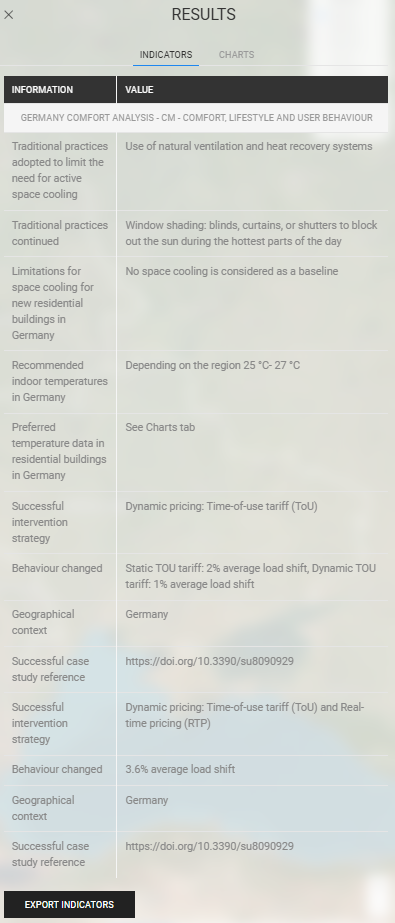 RESULTS
INDICATORS CHARTS
INFORMATION VALUE
GERMANY COMFORT ANALYSIS - CM - COMFORT, LIFESTYLE AND USER BEHAVIOUR
Traditional practices Use of natural ventilation and heat recovery systems
adopted to limit the
need for active
space cooling
Traditional practices Window shading: blinds, curtains, or shutters to block
continued out the sun during the hottest parts of the day
Limitations for No space cooling is considered as a baseline
space cooling for
new residential
buildings in
Germany
Recommended Depending on the region 25 °C- 27 °C
indoor temperatures
in Germany
Preferred See Charts tab
temperature data in
residential buildings
in Germany
Successful Dynamic pricing: Time-of-use tariff (ToU)
intervention
strategy
Behaviour changed Static TOU tariff: 2% average load shift, Dynamic TOU
tariff: 1% average load shift
Geographical Germany
context
Successful case https://doi.org/10.3390/su8090929
study reference
Successful Dynamic pricing: Time-of-use tariff (ToU) and Real-
intervention time pricing (RTP)
strategy
Behaviour changed 3.6% average load shift
Geographical Germany
context
Successful case https://doi.org/10.3390/su8090929
study reference
EXPORT INDICATORS